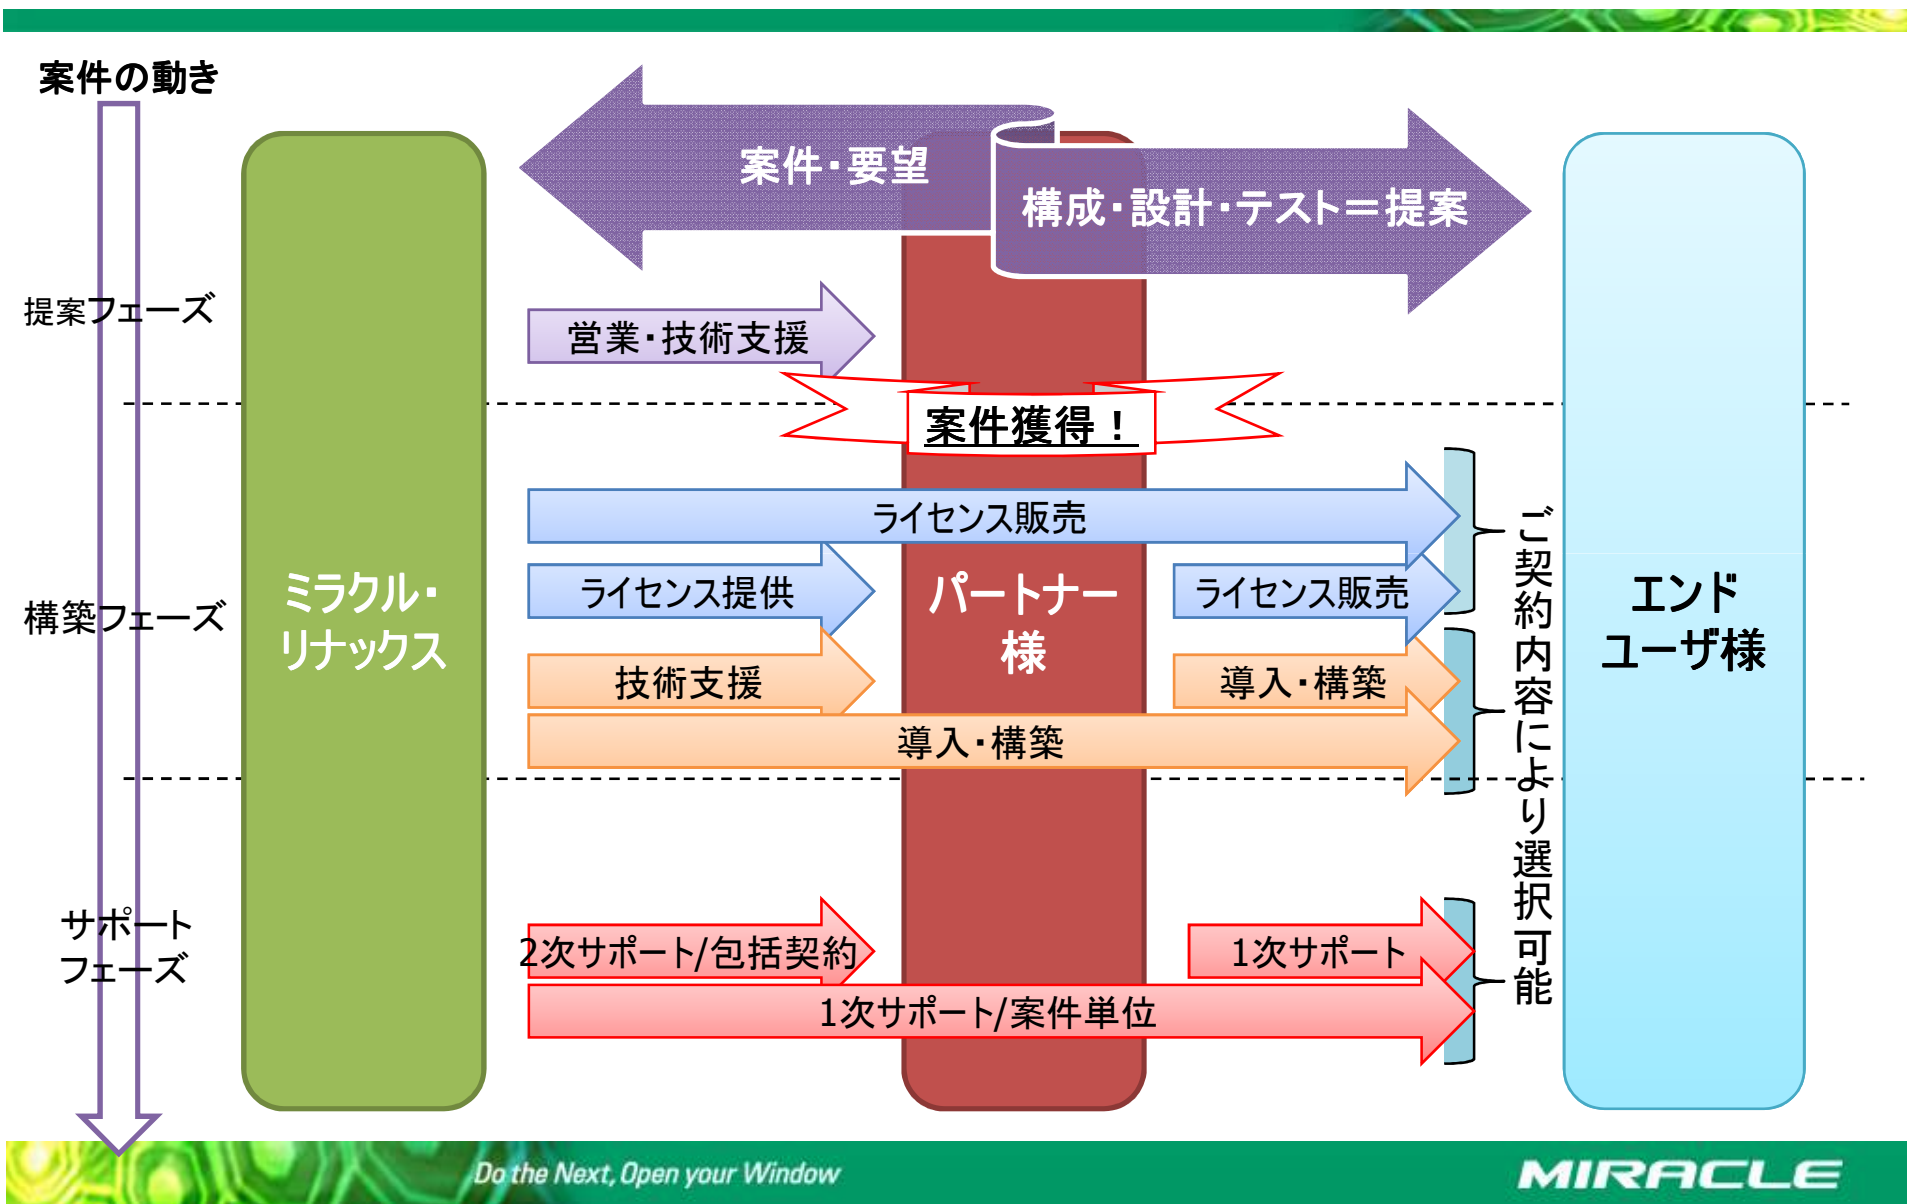 案件の動き
案件・要望
構成・設計・テスト＝提案
提案フェーズ
営業・技術支援
案件獲得！
ライセンス販売
ライセンス提供
ライセンス販売
構築フェーズ
ミラクル・
リナックス
パートナー
様
エンド
ユーザ様
技術支援
導入・構築
導入・構築
ご契約内容により選択可能
サポート
フェーズ
2次サポート/包括契約
1次サポート
1次サポート/案件単位
Do the Next, Open your Window
MIRACLE